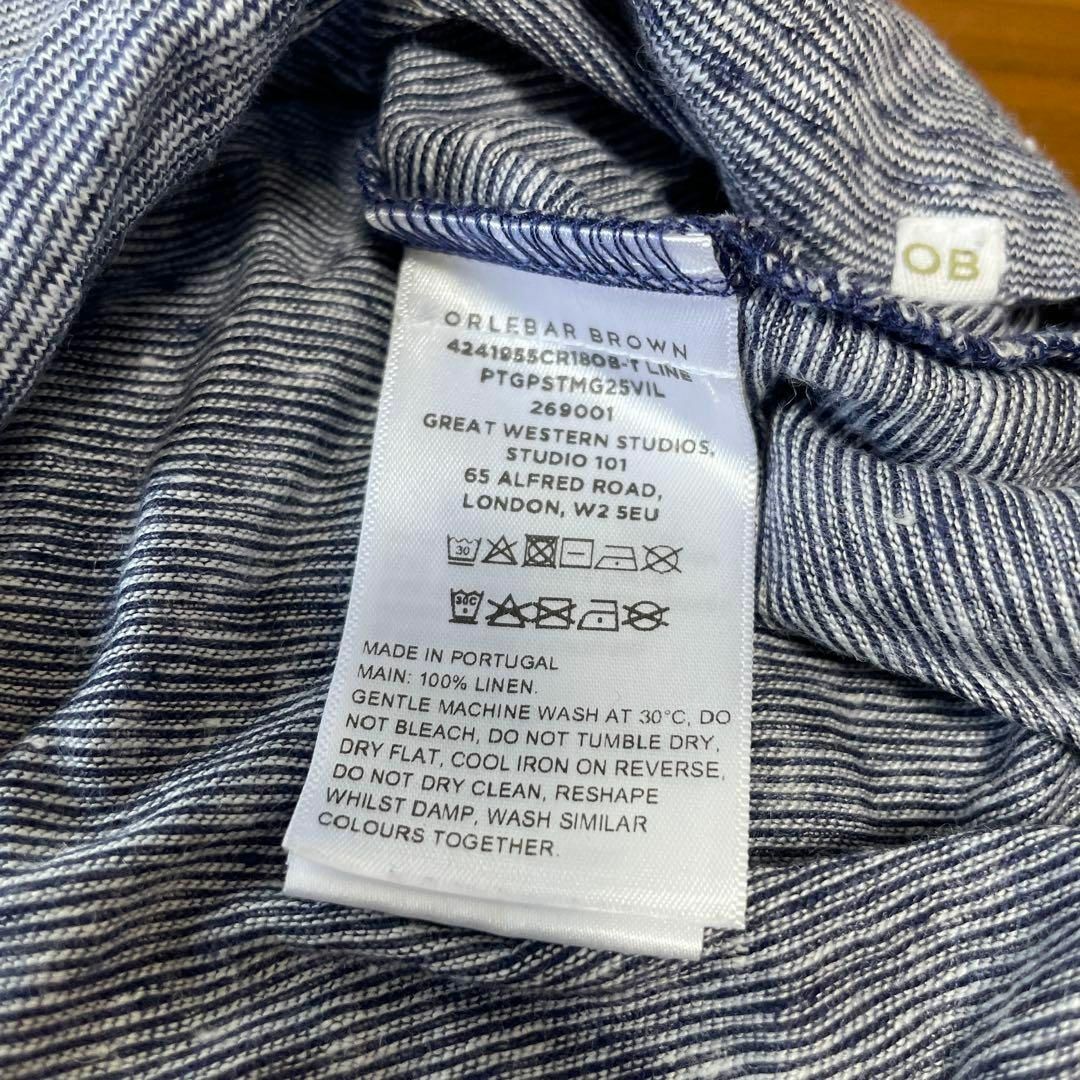 OB
ORLEBAR BROWN
4241955CR18OB-T LINE
PTGPSTMG25VIL
269001
GREAT WESTERN STUDIOS,
STUDIO 101
65 ALFRED ROAD,
LONDON, W2 5EU
30
30C
MADE IN PORTUGAL
MAIN: 100% LINEN.
GENTLE MACHINE WASH AT 30°C, DO
NOT BLEACH, DO NOT TUMBLE DRY,
DRY FLAT, COOL IRON ON REVERSE,
DO NOT DRY CLEAN, RESHAPE
WHILST DAMP, WASH SIMILAR
COLOURS TOGETHER.